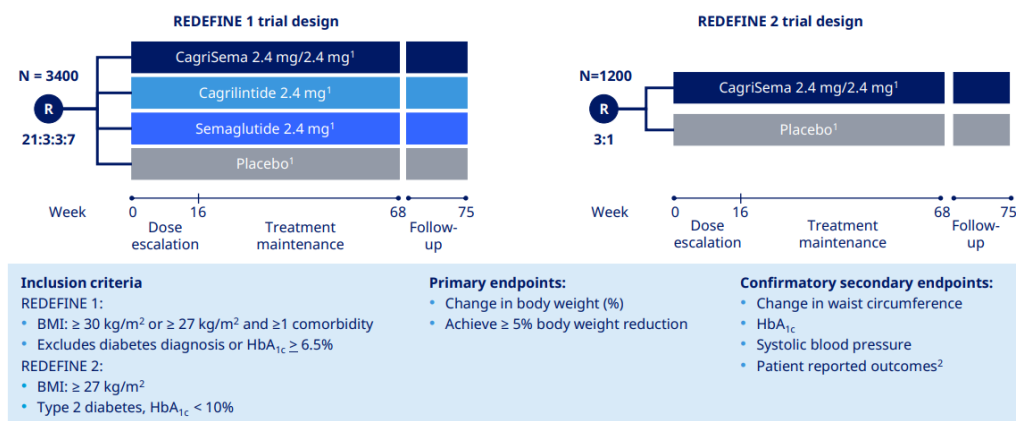 REDEFINE 1 trial design
N = 3400
R
21:3:3:7
CagriSema 2.4 mg/2.4 mg¹
Cagrilintide 2.4 mg¹
Semaglutide 2.4 mg¹
Placebo¹
Week
0
16
68
75
Dose
escalation
Treatment
maintenance
Follow-
up
REDEFINE 2 trial design
N=1200
R
3:1
CagriSema 2.4 mg/2.4 mg¹
Placebo¹
Week
0
16
68
75
Dose
escalation
Treatment
maintenance
Follow-
up
Inclusion criteria
REDEFINE 1:
• BMI: ≥ 30 kg/m² or ≥ 27 kg/m² and ≥1 comorbidity
• Excludes diabetes diagnosis or HbA1c ≥ 6.5%
REDEFINE 2:
• BMI: ≥ 27 kg/m²
• Type 2 diabetes, HbA1c < 10%
Primary endpoints:
• Change in body weight (%)
• Achieve ≥ 5% body weight reduction
Confirmatory secondary endpoints:
• Change in waist circumference
• HbA1c
• Systolic blood pressure
• Patient reported outcomes²